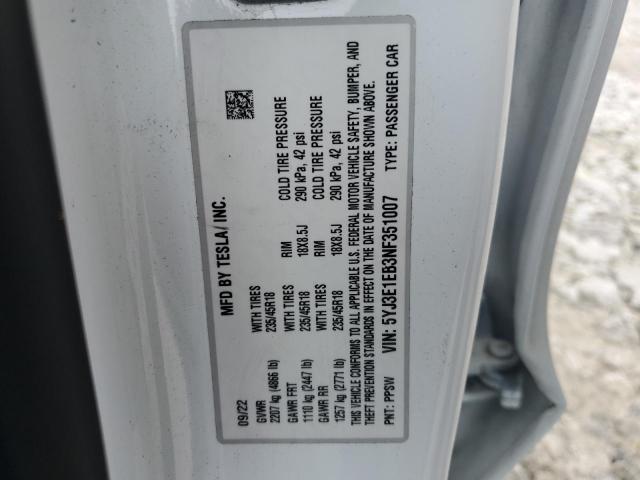 MFD BY TESLA, INC.
09/22
GVWR WITH TIRES RIM COLD TIRE PRESSURE
2207 kg (4866 lb) 235/45R18 18X8.5J 290 kPa, 42 psi
GAWR FRT WITH TIRES RIM COLD TIRE PRESSURE
1110 kg (2447 lb) 235/45R18 18X8.5J 290 kPa, 42 psi
GAWR RR
1257 kg (2771 lb) 235/45R18
THIS VEHICLE CONFORMS TO ALL APPLICABLE U.S. FEDERAL MOTOR VEHICLE SAFETY, BUMPER, AND
THEFT PREVENTION STANDARDS IN EFFECT ON THE DATE OF MANUFACTURE SHOWN ABOVE.
VIN: 5YJ3E1EB3NF351007 TYPE: PASSENGER CAR
PNT: PPSW